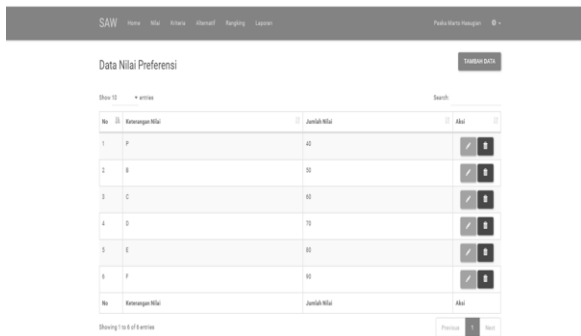 SAW Home Nilai Kriteria Alternatif Rangking Laporan
Data Nilai Preferensi TAMBAH DATA
Show 10 entries Search:
No Keterangan Nilai Jumlah Nilai Aksi
1 P 40
2 B 50
3 C 60
4 D 70
5 E 80
6 F 90
No Keterangan Nilai Jumlah Nilai Aksi
Showing 1 to 6 of 6 entries Previous 1 Next